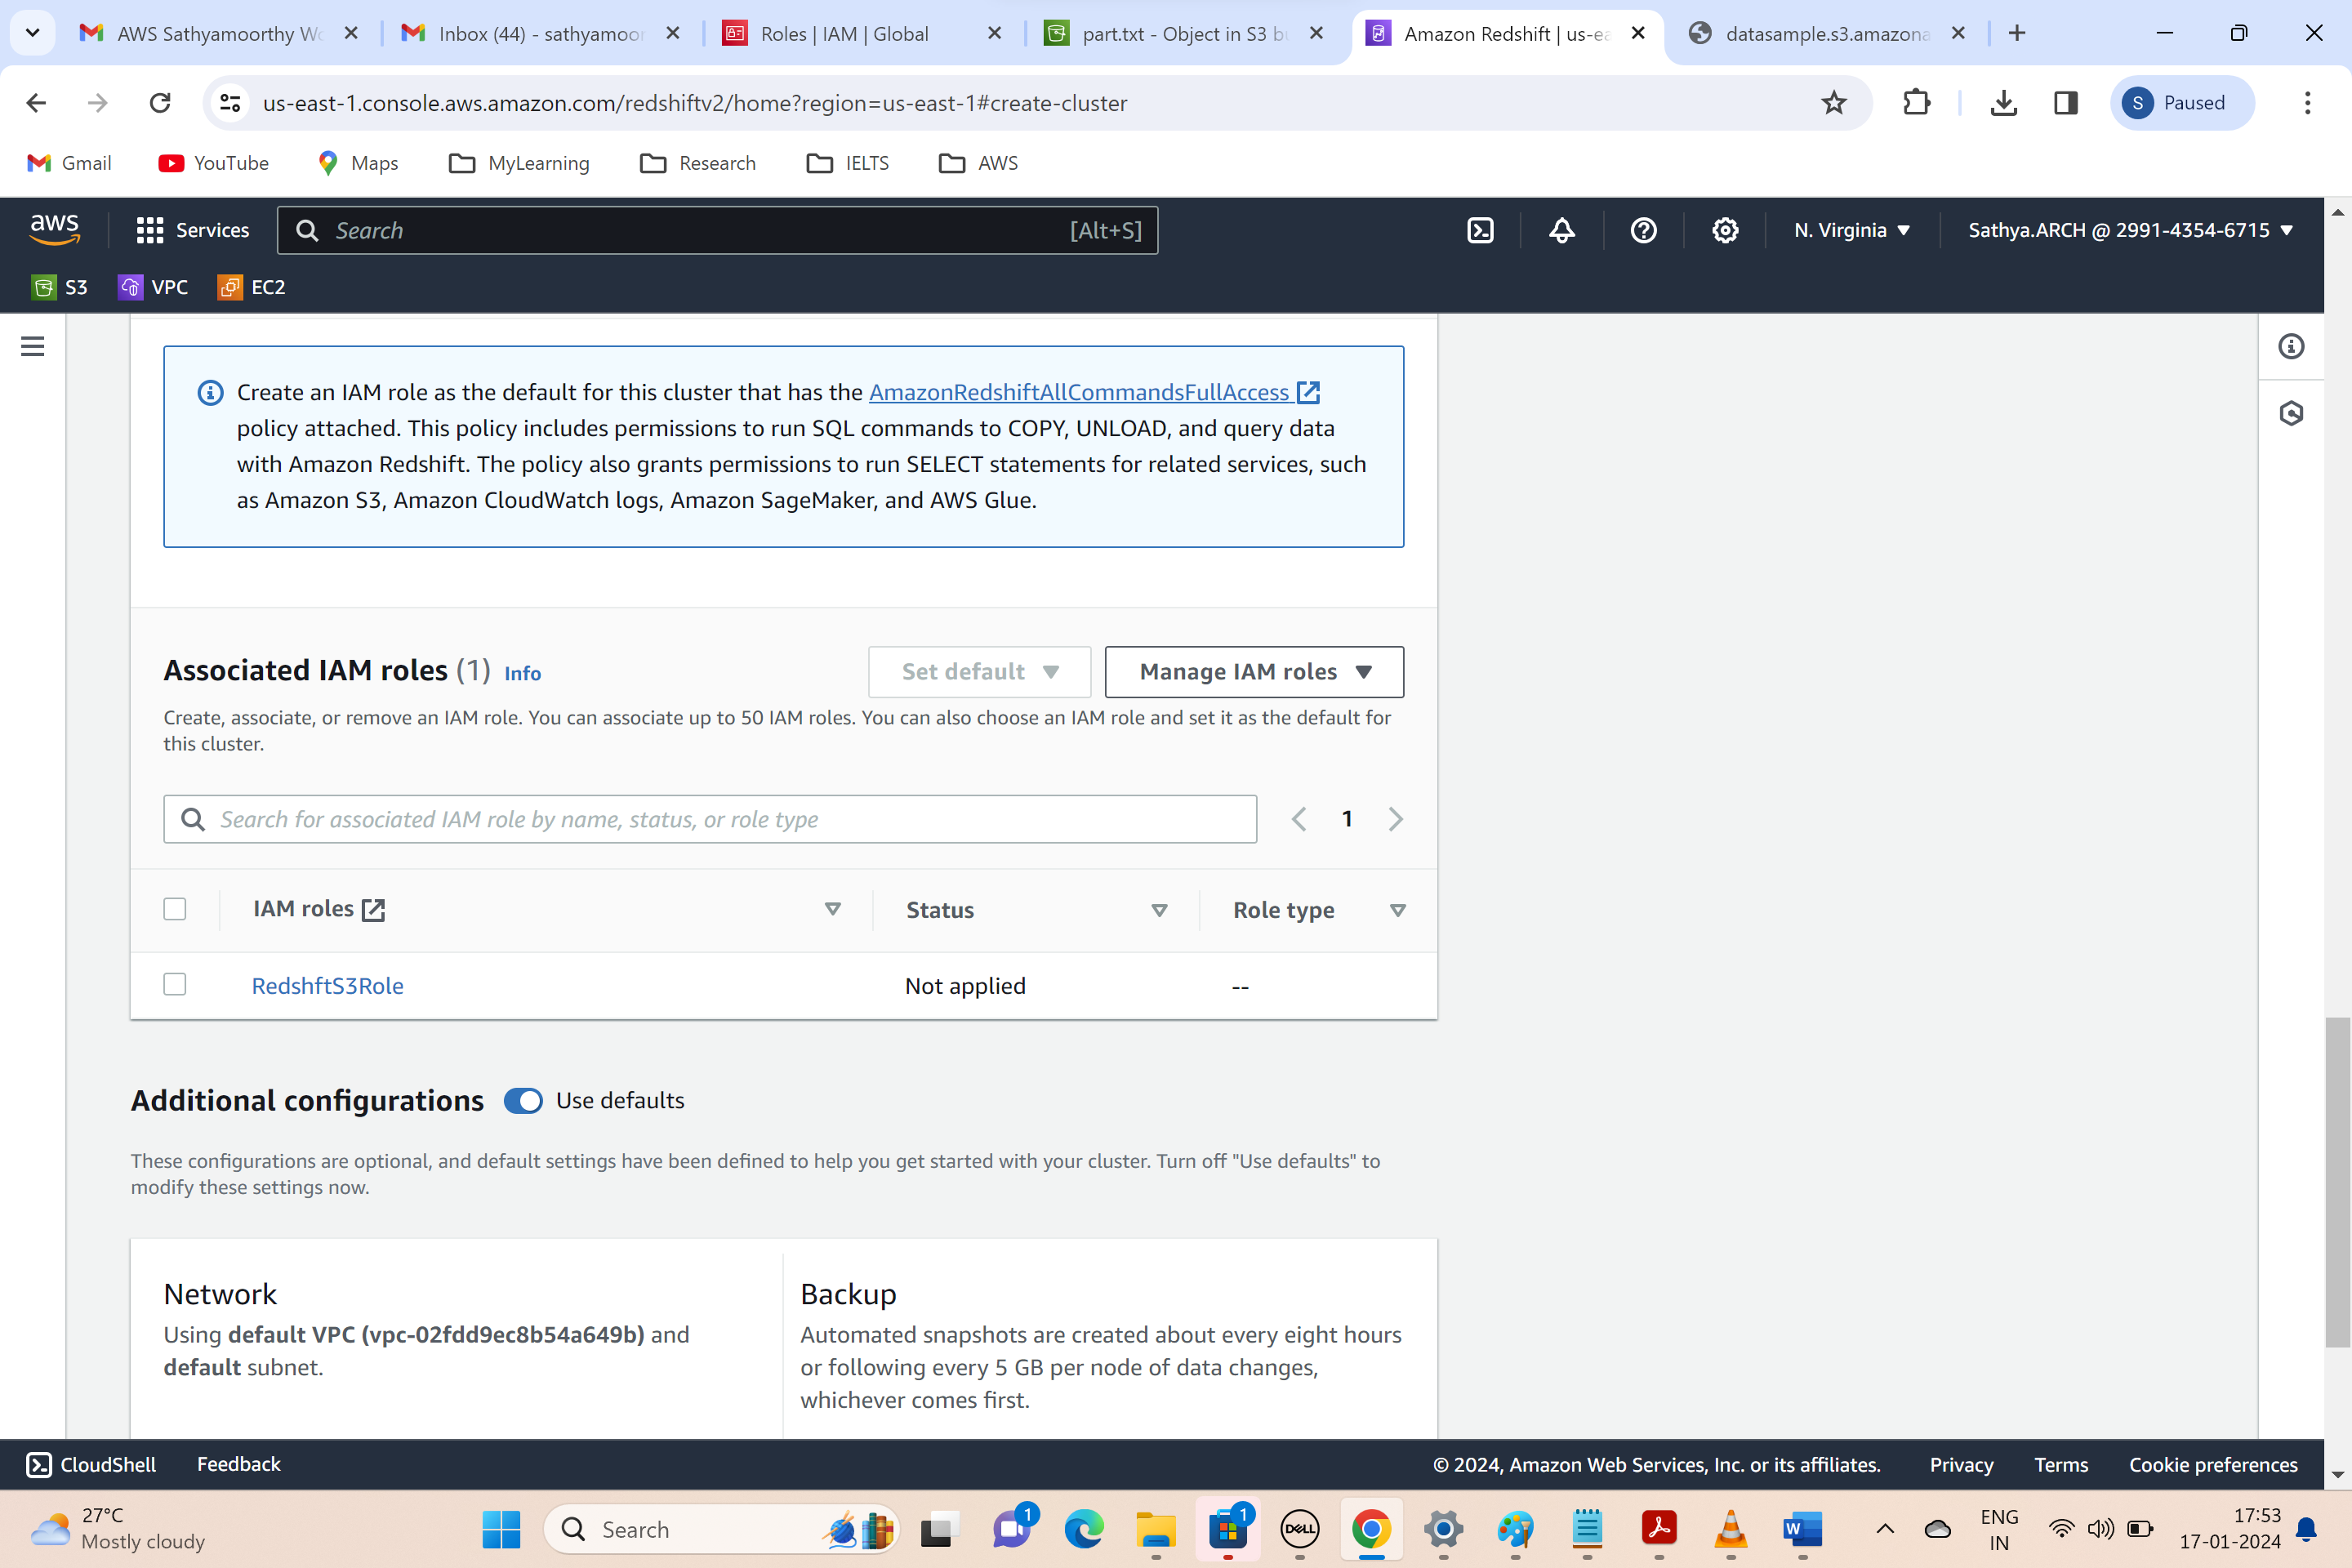 AWS Sathyamoorthy Wo
Inbox (44) - sathyamoor
Roles | IAM | Global
part.txt - Object in S3 bu
Amazon Redshift | us-ea
datasample.s3.amazona
us-east-1.console.aws.amazon.com/redshiftv2/home?region=us-east-1#create-cluster
S Paused
Gmail
YouTube
Maps
MyLearning
Research
IELTS
AWS
aws
Services
Search
[Alt+S]
N. Virginia
Sathya.ARCH @ 2991-4354-6715
S3
VPC
EC2
Create an IAM role as the default for this cluster that has the AmazonRedshiftAllCommandsFullAccess
policy attached. This policy includes permissions to run SQL commands to COPY, UNLOAD, and query data
with Amazon Redshift. The policy also grants permissions to run SELECT statements for related services, such
as Amazon S3, Amazon CloudWatch logs, Amazon SageMaker, and AWS Glue.
Associated IAM roles (1) Info
Set default
Manage IAM roles
Create, associate, or remove an IAM role. You can associate up to 50 IAM roles. You can also choose an IAM role and set it as the default for
this cluster.
Search for associated IAM role by name, status, or role type
1
IAM roles
Status
Role type
RedshftS3Role
Not applied
--
Additional configurations
Use defaults
These configurations are optional, and default settings have been defined to help you get started with your cluster. Turn off "Use defaults" to
modify these settings now.
Network
Using default VPC (vpc-02fdd9ec8b54a649b) and
default subnet.
Backup
Automated snapshots are created about every eight hours
or following every 5 GB per node of data changes,
whichever comes first.
CloudShell
Feedback
© 2024, Amazon Web Services, Inc. or its affiliates.
Privacy
Terms
Cookie preferences
27°C
Mostly cloudy
Search
1
1
DELL
W
ENG
IN
17:53
17-01-2024